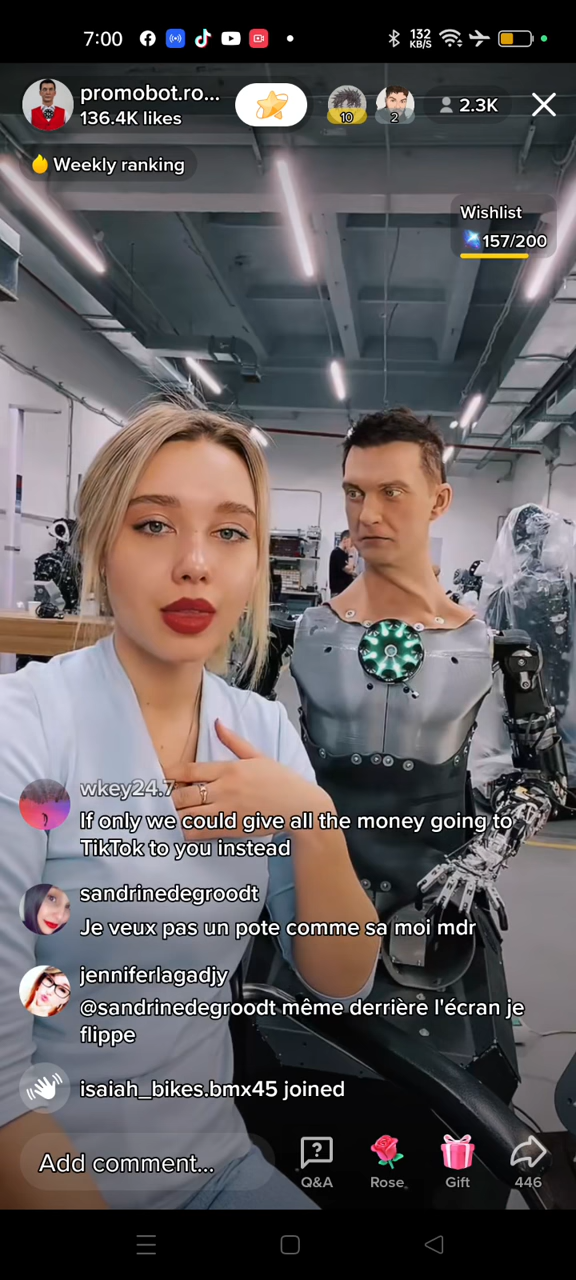 7:00
132
KB/S
promobot.ro...
136.4K likes
10
2
2.3K
Weekly ranking
Wishlist
157/200
wkey24.7
If only we could give all the money going to
TikTok to you instead
sandrinedegroodt
Je veux pas un pote comme sa moi mdr
jenniferlagadjy
@sandrinedegroodt même derrière l'écran je
flippe
isaiah_bikes.bmx45 joined
Add comment...
Q&A
Rose
Gift
446